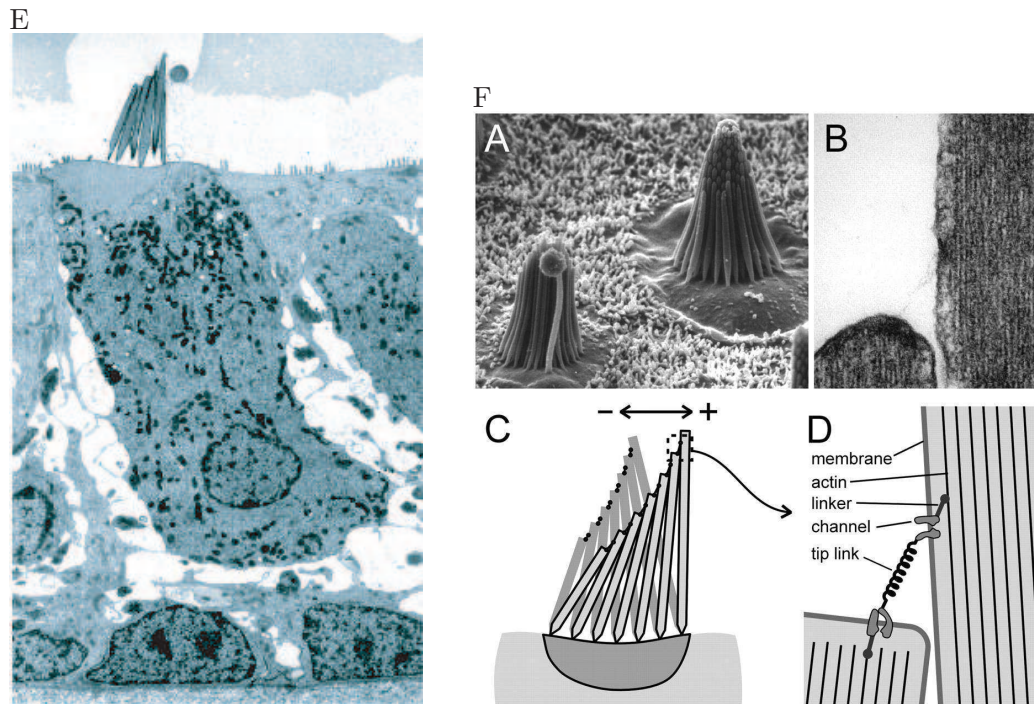 E
F
A
B
C
− +
D
membrane
actin
linker
channel
tip link